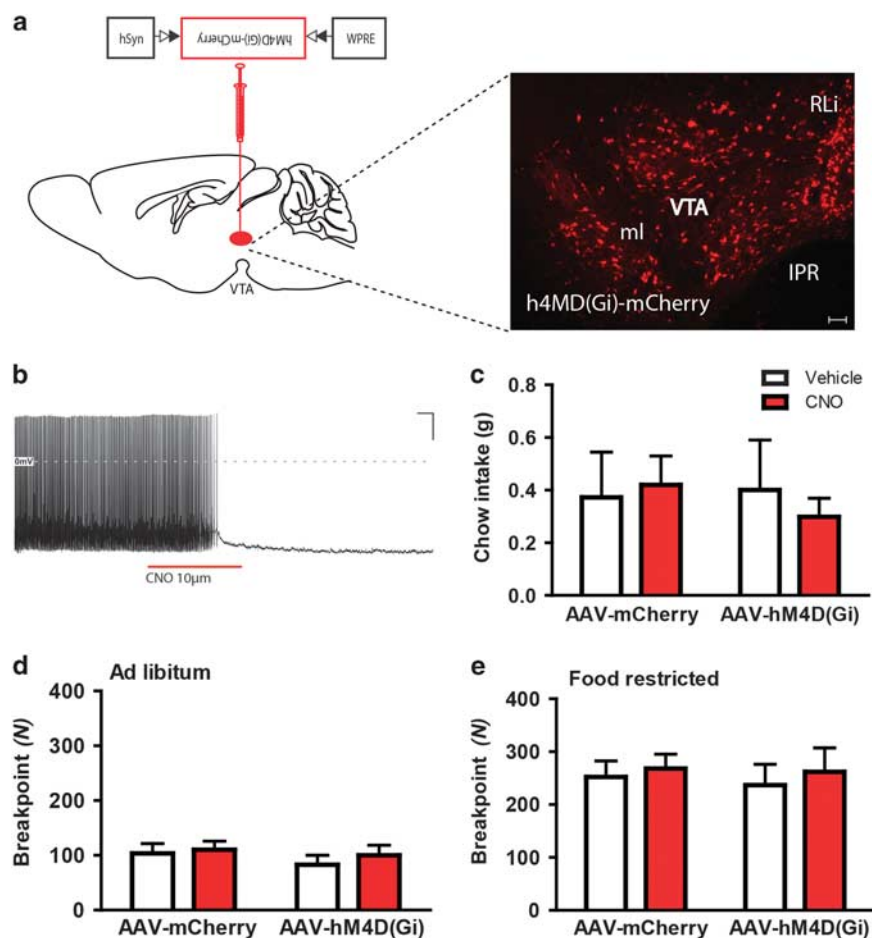 a
hSyn
hM4D(Gi)-mCherry
WPRE
VTA
RLi
VTA
ml
IPR
h4MD(Gi)-mCherry
b
0mV
CNO 10µm
c
Vehicle
CNO
Chow intake (g)
0.8
0.6
0.4
0.2
0.0
AAV-mCherry
AAV-hM4D(Gi)
d
Ad libitum
Breakpoint (N)
400
300
200
100
0
AAV-mCherry
AAV-hM4D(Gi)
e
Food restricted
Breakpoint (N)
400
300
200
100
0
AAV-mCherry
AAV-hM4D(Gi)